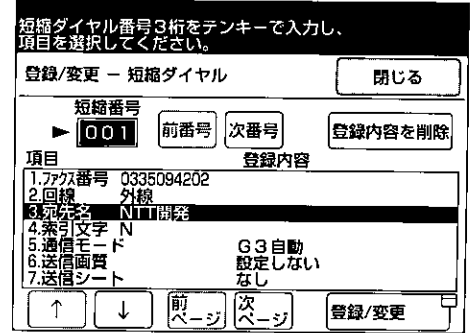 短縮ダイヤル番号3桁をテンキーで入力し、
項目を選択してください。
登録/変更 － 短縮ダイヤル
閉じる
短縮番号
▶ 001 前番号 次番号 登録内容を削除
項目 登録内容
1.ファクス番号 0335094202
2.回線 外線
3.宛先名 NTT開発
4.索引文字 N
5.通信モード G3自動
6.送信画質 設定しない
7.送信シート なし
↑ ↓ 前ページ 次ページ 登録/変更